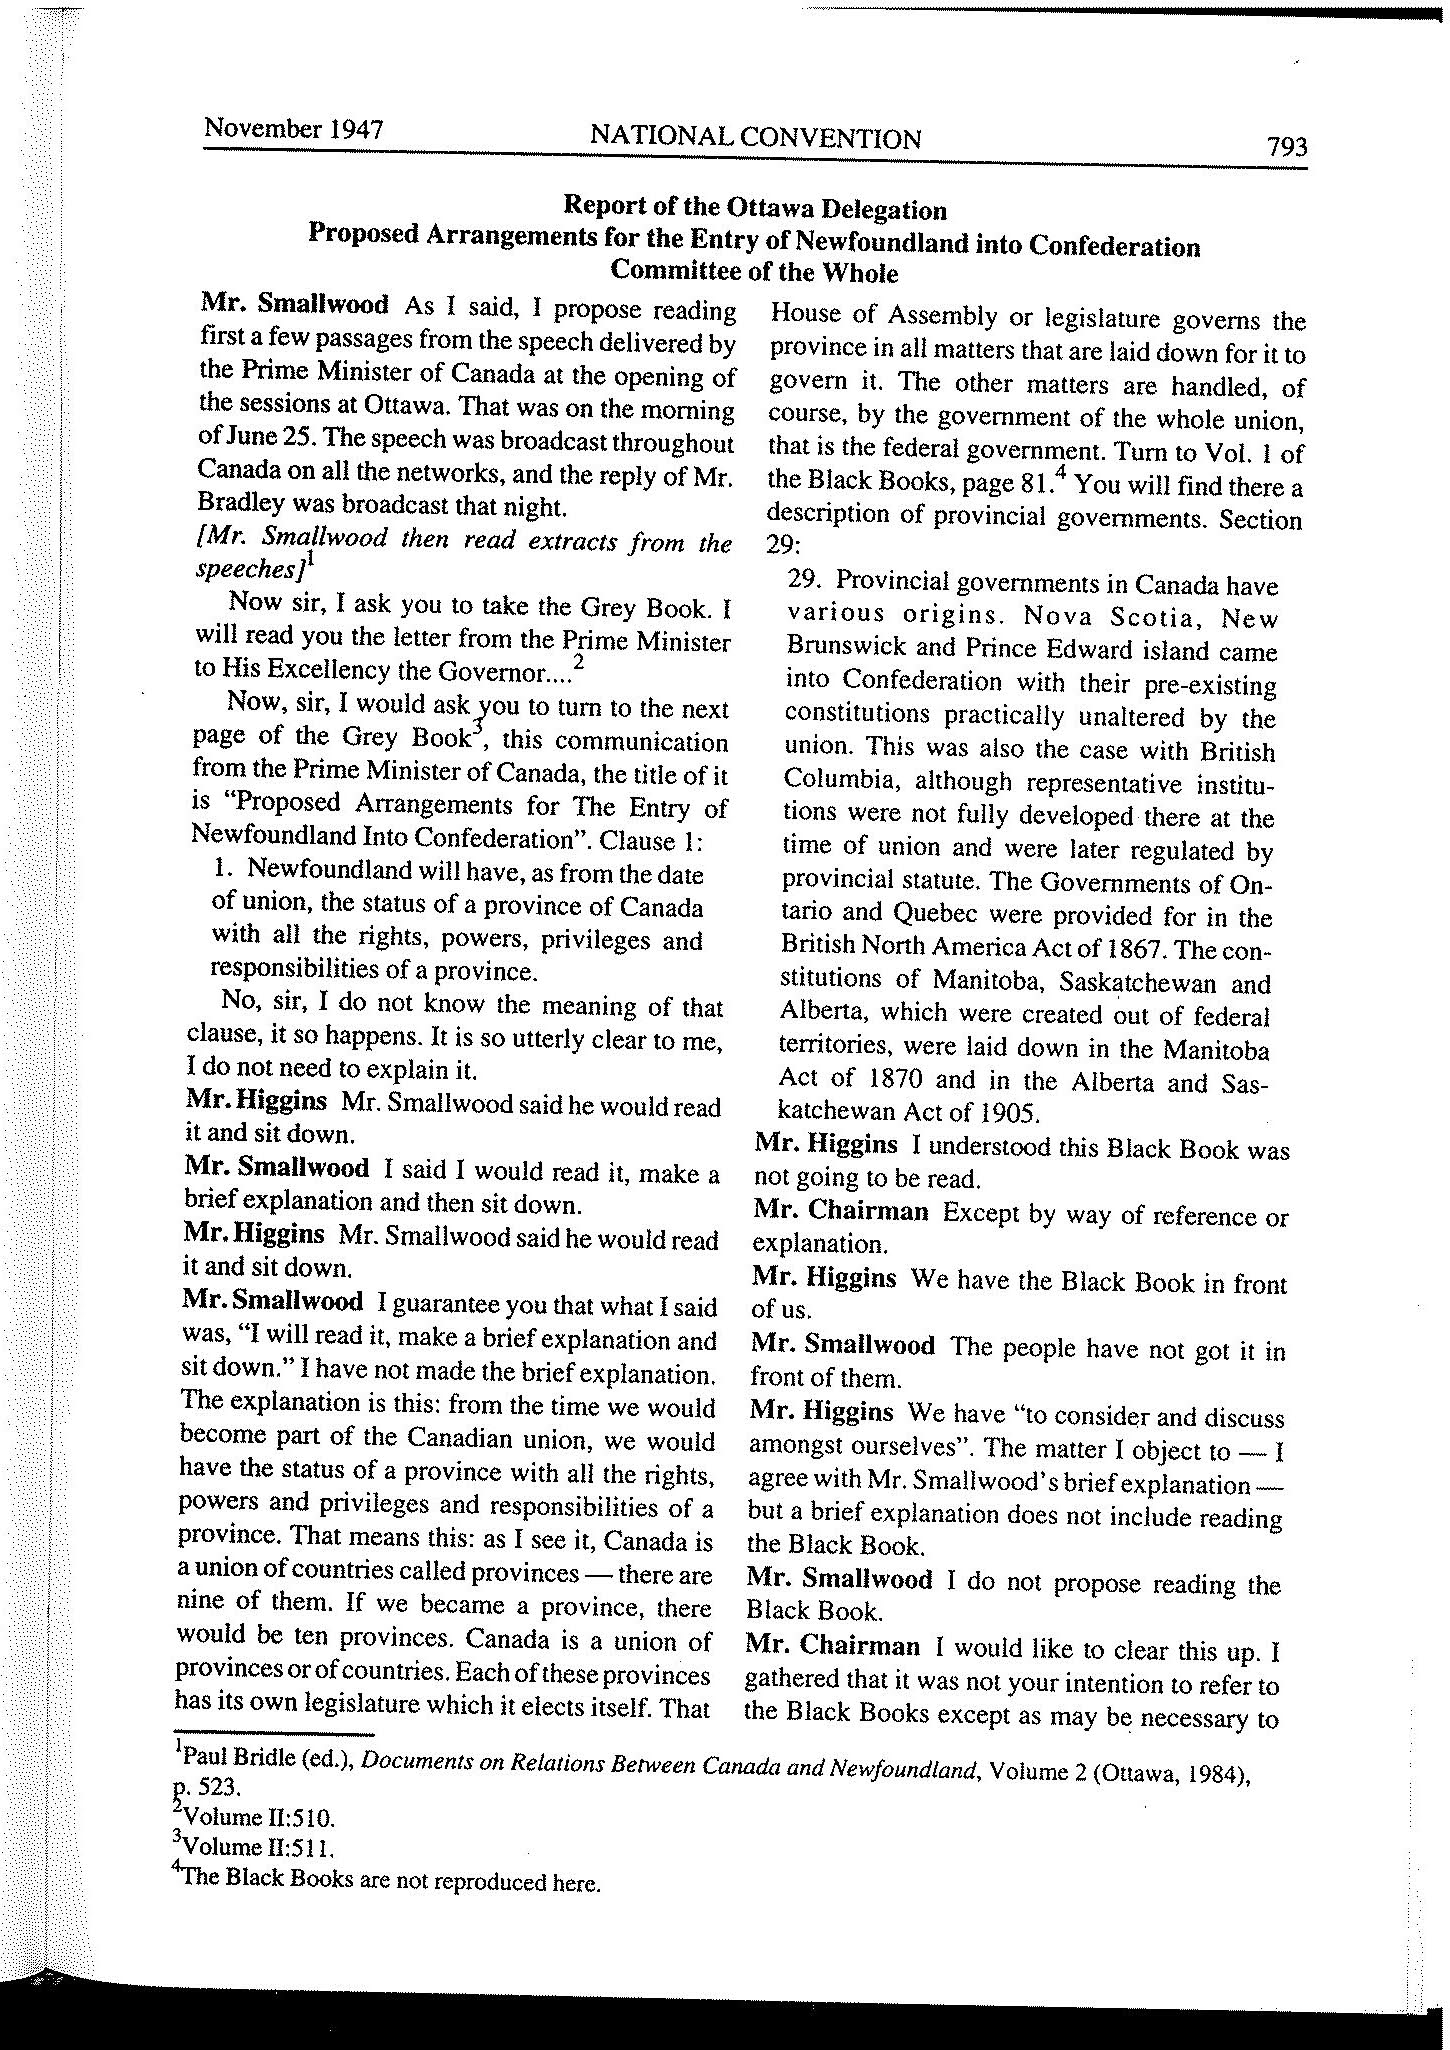 November 1947
NATIONAL CONVENTION
793
Report of the Ottawa Delegation
Proposed Arrangements for the Entry of Newfoundland into Confederation
Committee of the Whole
Mr. Smallwood As I said, I propose reading
first a few passages from the speech delivered by
the Prime Minister of Canada at the opening of
the sessions at Ottawa. That was on the morning
of June 25. The speech was broadcast throughout
Canada on all the networks, and the reply of Mr.
Bradley was broadcast that night.
[Mr. Smallwood then read extracts from the
speeches]1
Now sir, I ask you to take the Grey Book. I
will read you the letter from the Prime Minister
to His Excellency the Governor....2
Now, sir, I would ask you to turn to the next
page of the Grey Book3, this communication
from the Prime Minister of Canada, the title of it
is “Proposed Arrangements for The Entry of
Newfoundland Into Confederation”. Clause 1:
1. Newfoundland will have, as from the date
of union, the status of a province of Canada
with all the rights, powers, privileges and
responsibilities of a province.
No, sir, I do not know the meaning of that
clause, it so happens. It is so utterly clear to me,
I do not need to explain it.
Mr. Higgins Mr. Smallwood said he would read
it and sit down.
Mr. Smallwood I said I would read it, make a
brief explanation and then sit down.
Mr. Higgins Mr. Smallwood said he would read
it and sit down.
Mr. Smallwood I guarantee you that what I said
was, “I will read it, make a brief explanation and
sit down.” I have not made the brief explanation.
The explanation is this: from the time we would
become part of the Canadian union, we would
have the status of a province with all the rights,
powers and privileges and responsibilities of a
province. That means this: as I see it, Canada is
a union of countries called provinces — there are
nine of them. If we became a province, there
would be ten provinces. Canada is a union of
provinces or of countries. Each of these provinces
has its own legislature which it elects itself. That
House of Assembly or legislature governs the
province in all matters that are laid down for it to
govern it. The other matters are handled, of
course, by the government of the whole union,
that is the federal government. Turn to Vol. 1 of
the Black Books, page 81.4 You will find there a
description of provincial governments. Section
29:
29. Provincial governments in Canada have
various origins. Nova Scotia, New
Brunswick and Prince Edward island came
into Confederation with their pre-existing
constitutions practically unaltered by the
union. This was also the case with British
Columbia, although representative institu-
tions were not fully developed there at the
time of union and were later regulated by
provincial statute. The Governments of On-
tario and Quebec were provided for in the
British North America Act of 1867. The con-
stitutions of Manitoba, Saskatchewan and
Alberta, which were created out of federal
territories, were laid down in the Manitoba
Act of 1870 and in the Alberta and Sas-
katchewan Act of 1905.
Mr. Higgins I understood this Black Book was
not going to be read.
Mr. Chairman Except by way of reference or
explanation.
Mr. Higgins We have the Black Book in front
of us.
Mr. Smallwood The people have not got it in
front of them.
Mr. Higgins We have “to consider and discuss
amongst ourselves”. The matter I object to — I
agree with Mr. Smallwood's brief explanation —
but a brief explanation does not include reading
the Black Book.
Mr. Smallwood I do not propose reading the
Black Book.
Mr. Chairman I would like to clear this up. I
gathered that it was not your intention to refer to
the Black Books except as may be necessary to
1Paul Bridle (ed.), Documents on Relations Between Canada and Newfoundland, Volume 2 (Ottawa, 1984),
p. 523.
2Volume II:510.
3Volume II:511.
4The Black Books are not reproduced here.